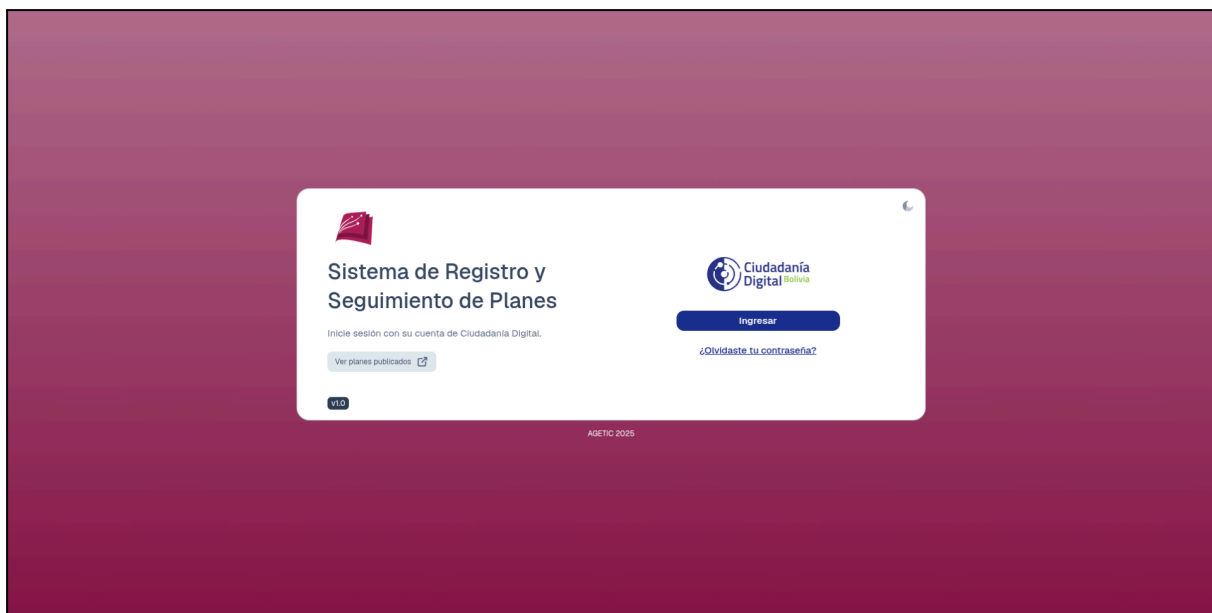 Sistema de Registro y
Seguimiento de Planes
Inicie sesión con su cuenta de Ciudadanía Digital.
Ver planes publicados
v1.0
Ciudadanía
Digital Bolivia
Ingresar
¿Olvidaste tu contraseña?
AGETIC 2025